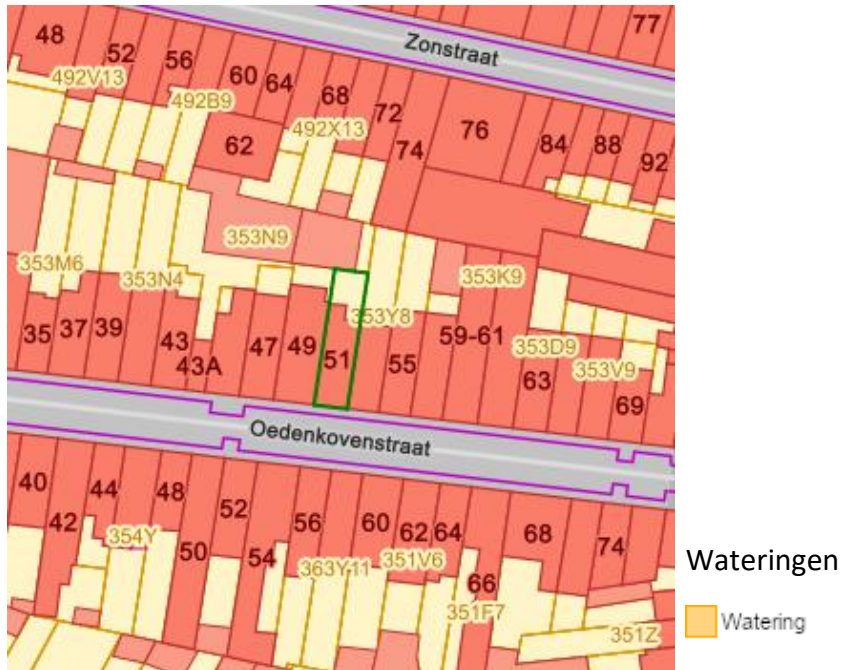 77
Zonstraat
48
52
56
60
64
68
72
74
76
84
88
92
492V13
492B9
492X13
62
353N9
353M6
353N4
353K9
353Y8
353D9
353V9
35
37
39
43
43A
47
49
51
55
59-61
63
69
Oedenkovenstraat
40
42
44
48
50
52
54
56
60
62
64
66
68
74
354Y
363Y11
351V6
351F7
351Z
Wateringen
Watering